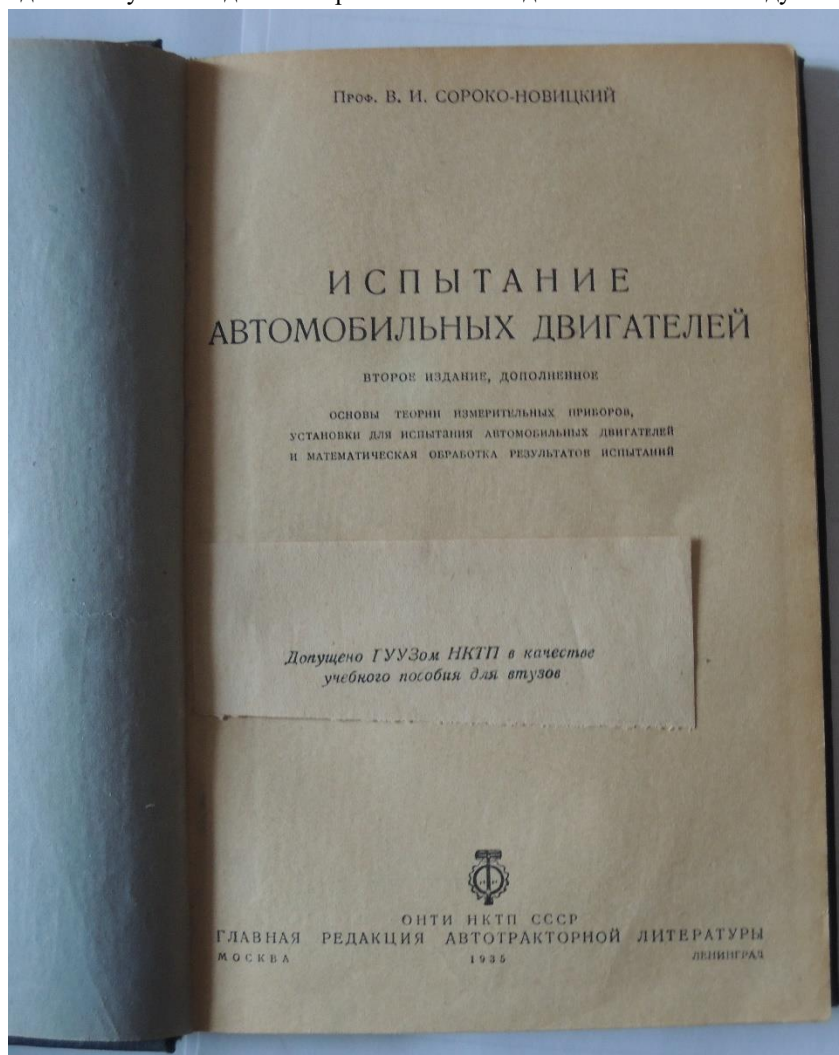 Проф. В. И. СОРОКО-НОВИЦКИЙ
ИСПЫТАНИЕ
АВТОМОБИЛЬНЫХ ДВИГАТЕЛЕЙ
ВТОРОЕ ИЗДАНИЕ, ДОПОЛНЕННОЕ
ОСНОВЫ ТЕОРИИ ИЗМЕРИТЕЛЬНЫХ ПРИБОРОВ,
УСТАНОВКИ ДЛЯ ИСПЫТАНИЯ АВТОМОБИЛЬНЫХ ДВИГАТЕЛЕЙ
И МАТЕМАТИЧЕСКАЯ ОБРАБОТКА РЕЗУЛЬТАТОВ ИСПЫТАНИЙ
Допущено ГУУЗом НКТП в качестве
учебного пособия для втузов
ОНТИ НКТП СССР
ГЛАВНАЯ РЕДАКЦИЯ АВТОТРАКТОРНОЙ ЛИТЕРАТУРЫ
МОСКВА 1935 ЛЕНИНГРАД